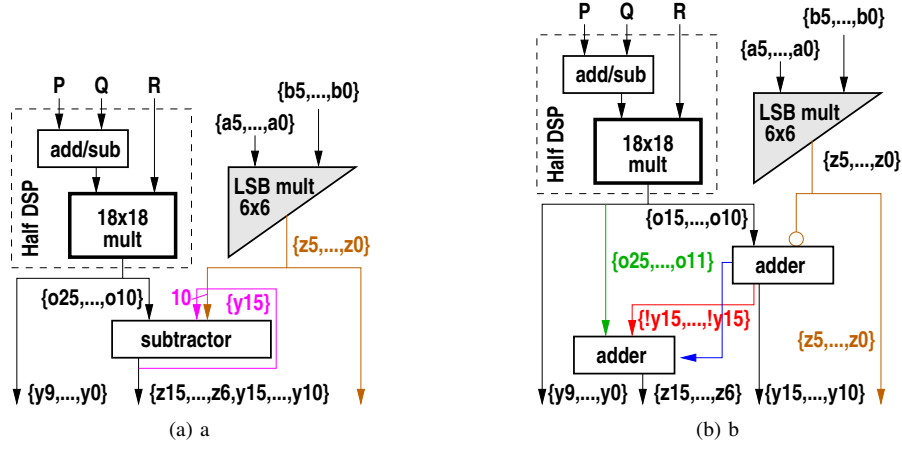 P Q R
{b5,...,b0}
{a5,...,a0}
add/sub
Half DSP
18x18
mult
LSB mult
6x6
{z5,...,z0}
{o25,...,o10}
10
{y15}
subtractor
{y9,...,y0}
{z15,...,z6,y15,...,y10}
(a) a
P Q R
{b5,...,b0}
{a5,...,a0}
add/sub
Half DSP
18x18
mult
LSB mult
6x6
{z5,...,z0}
{o15,...,o10}
{o25,...,o11}
adder
{!y15,...,!y15}
adder
{z5,...,z0}
{y9,...,y0}
{z15,...,z6}
{y15,...,y10}
(b) b